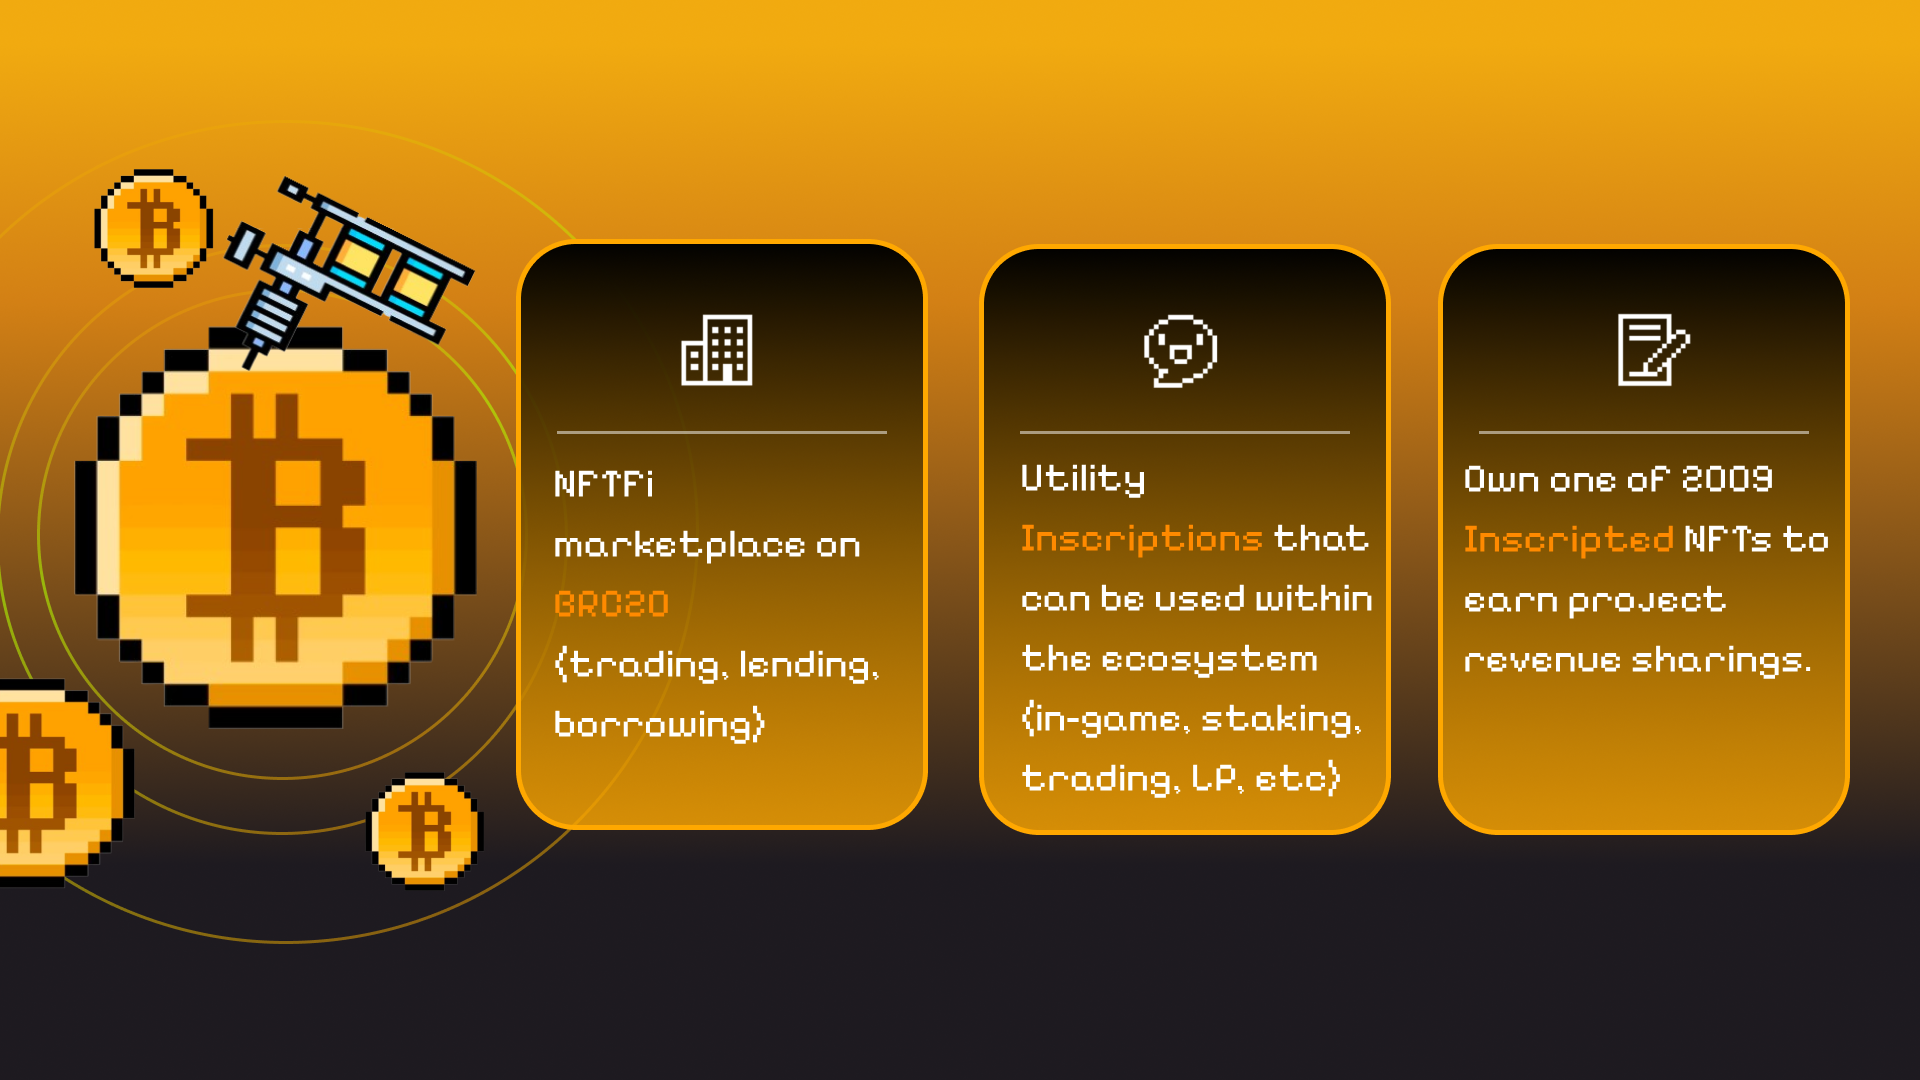 NFTFi
marketplace on
BRC20
(trading, lending,
borrowing)
Utility
Inscriptions that
can be used within
the ecosystem
(in-game, staking,
trading, LP, etc)
Own one of 2009
Inscripted NFTs to
earn project
revenue sharings.